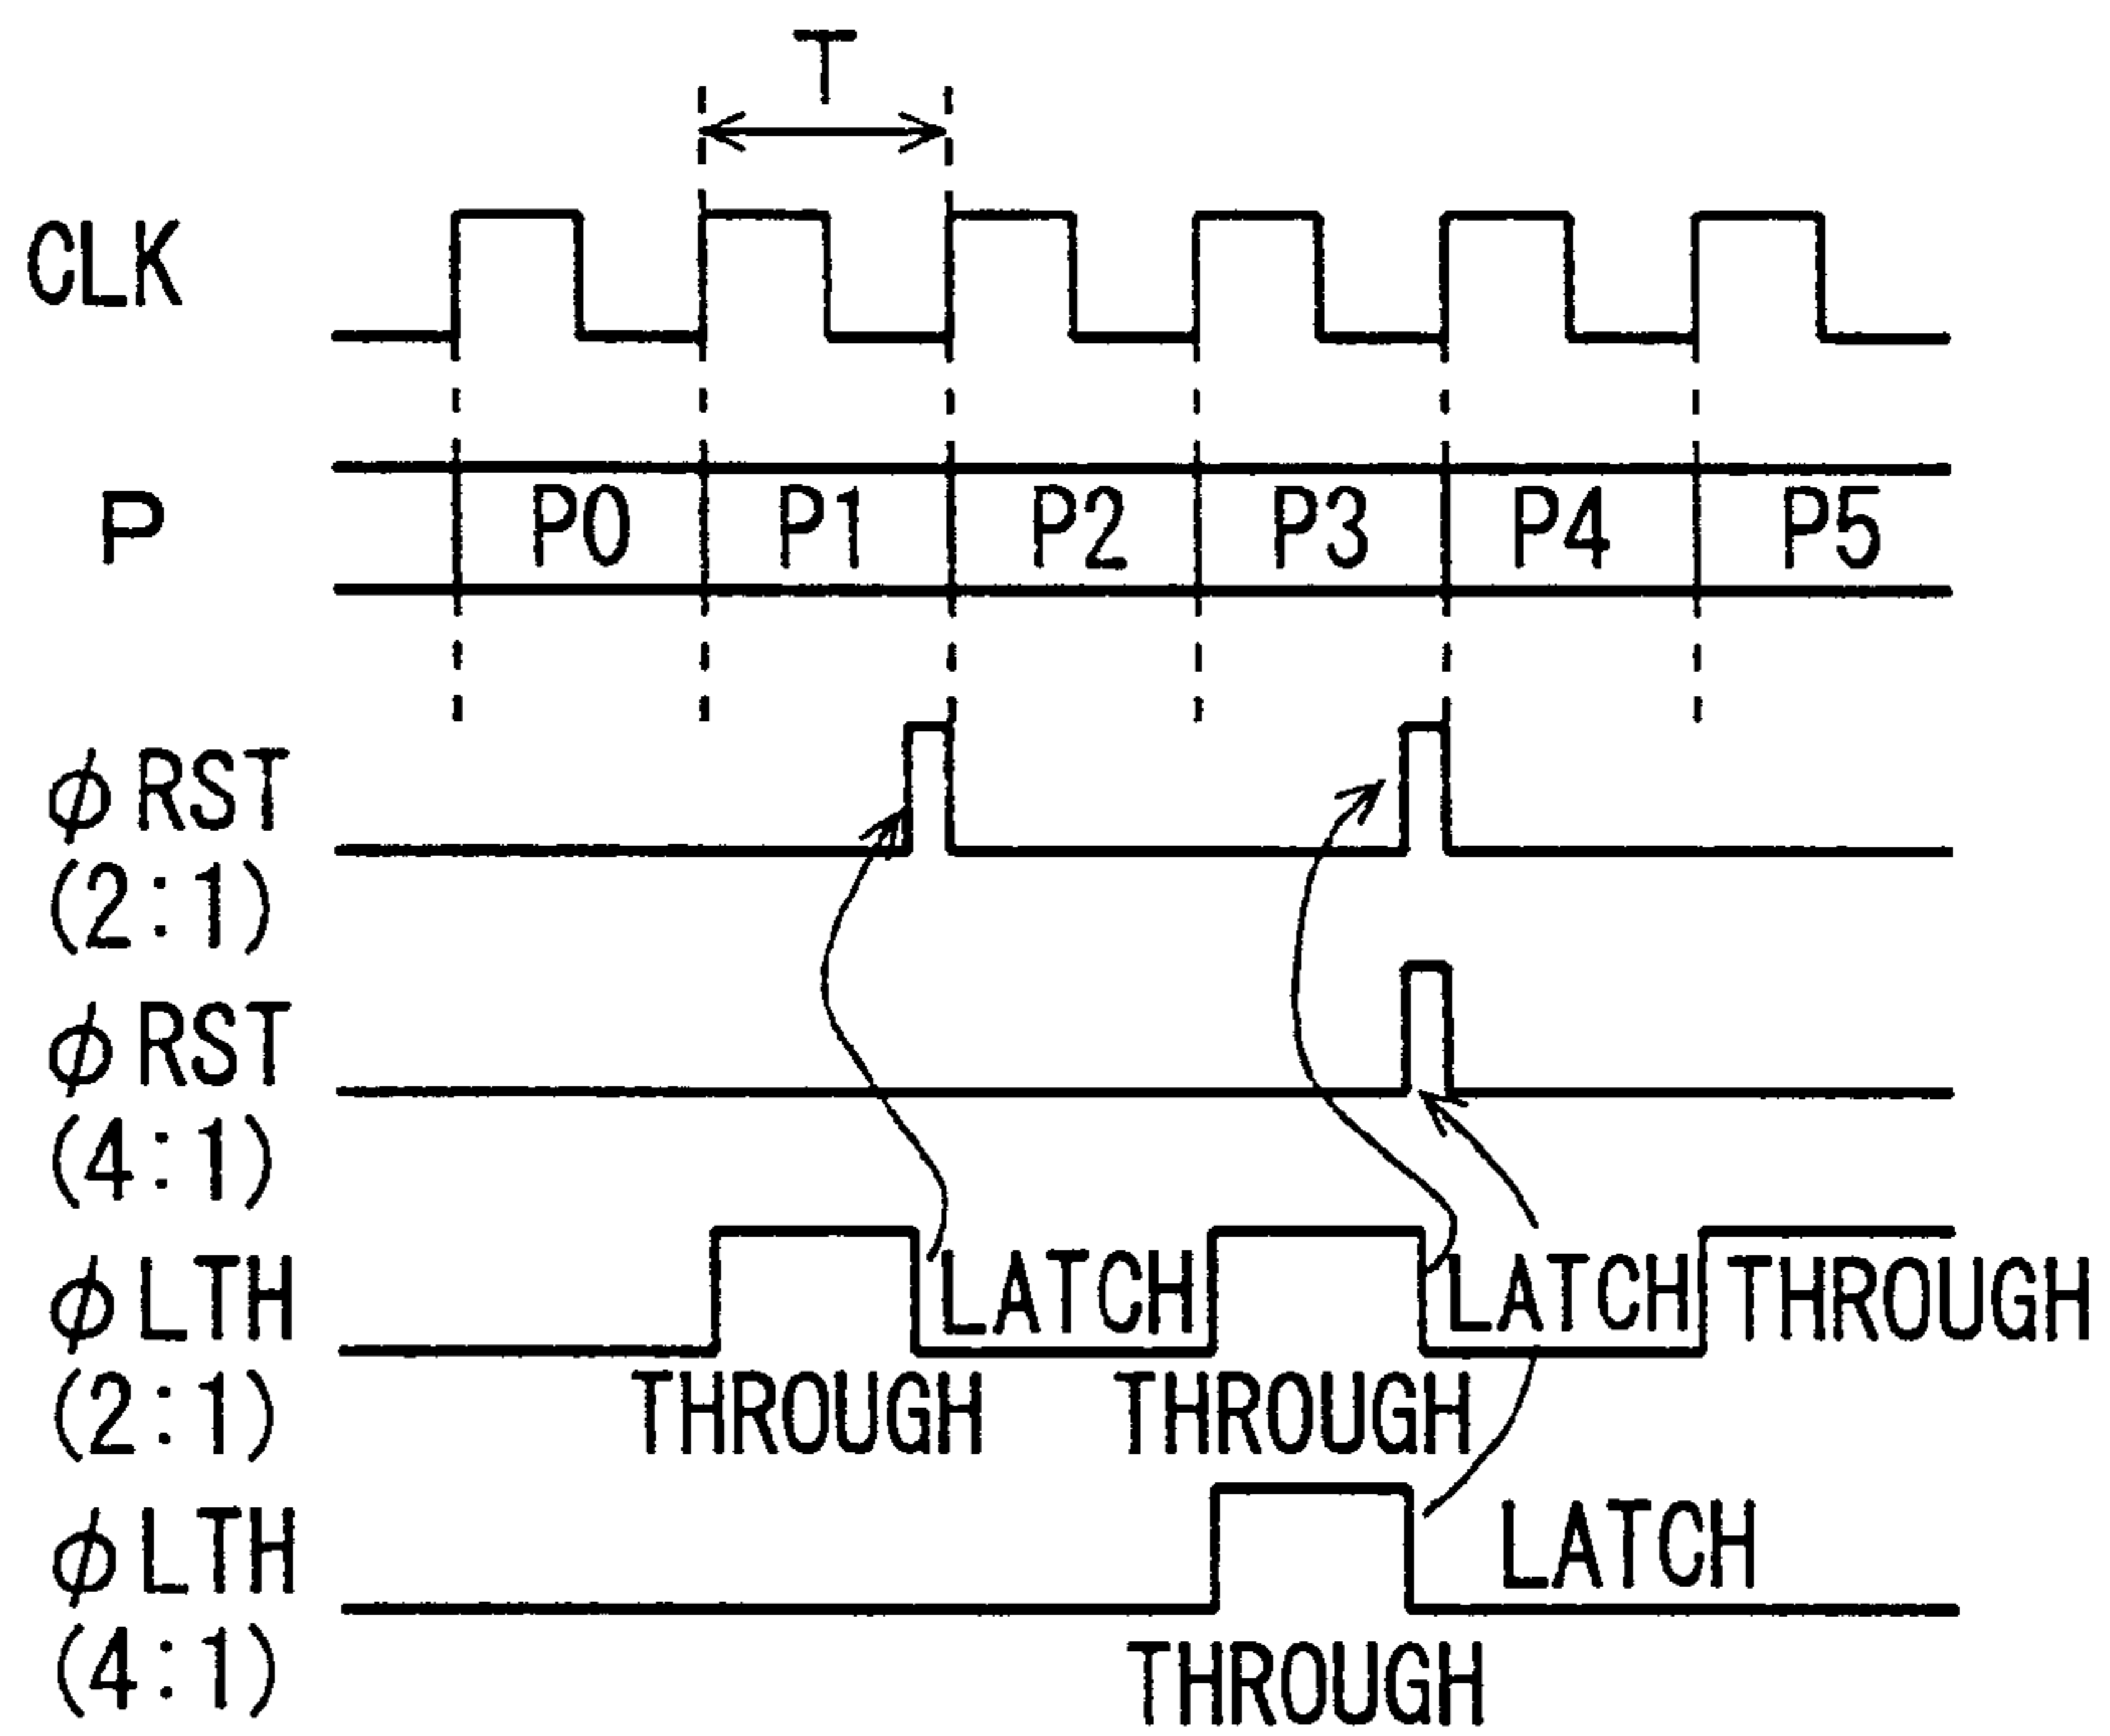 T
CLK
P P0 P1 P2 P3 P4 P5
φRST
(2:1)
φRST
(4:1)
φLTH LATCH LATCH THROUGH
(2:1) THROUGH THROUGH
φLTH LATCH
(4:1) THROUGH